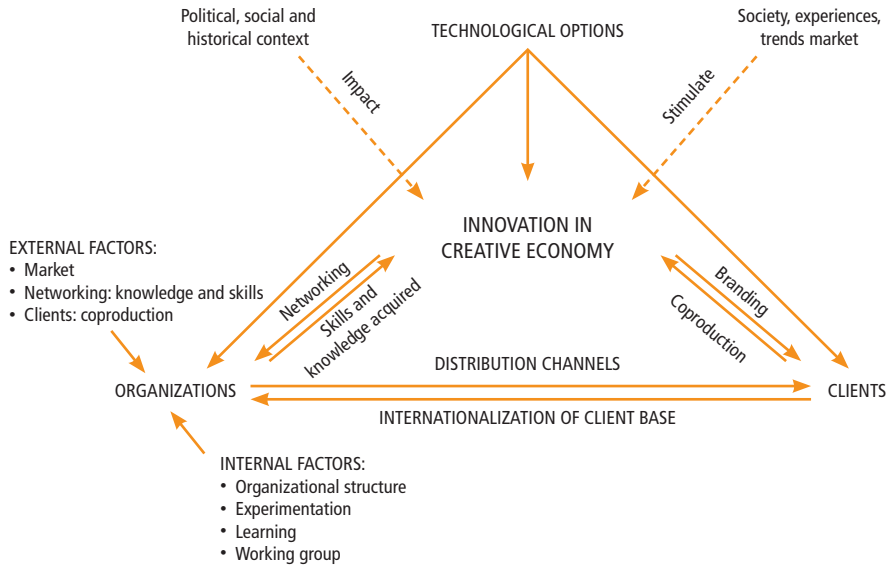 Political, social and
historical context
TECHNOLOGICAL OPTIONS
Society, experiences,
trends market
Impact
Stimulate
INNOVATION IN
CREATIVE ECONOMY
EXTERNAL FACTORS:
• Market
• Networking: knowledge and skills
• Clients: coproduction
Networking
Skills and
knowledge acquired
Branding
Coproduction
DISTRIBUTION CHANNELS
ORGANIZATIONS
CLIENTS
INTERNATIONALIZATION OF CLIENT BASE
INTERNAL FACTORS:
• Organizational structure
• Experimentation
• Learning
• Working group